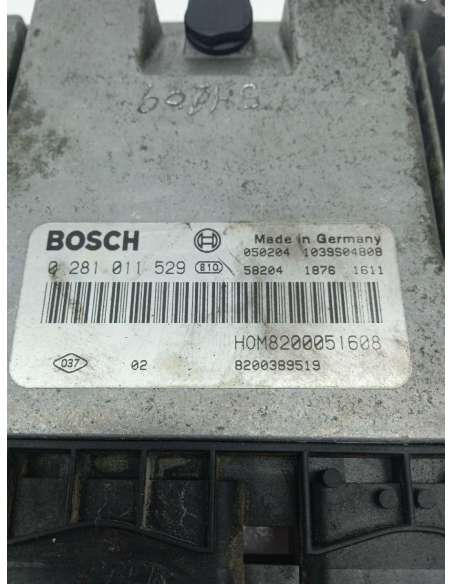 BOSCH
Made in Germany
050204 1039S04808
0 281 011 529 810
58204 1876 1611
HOM8200051608
037 02 8200389519